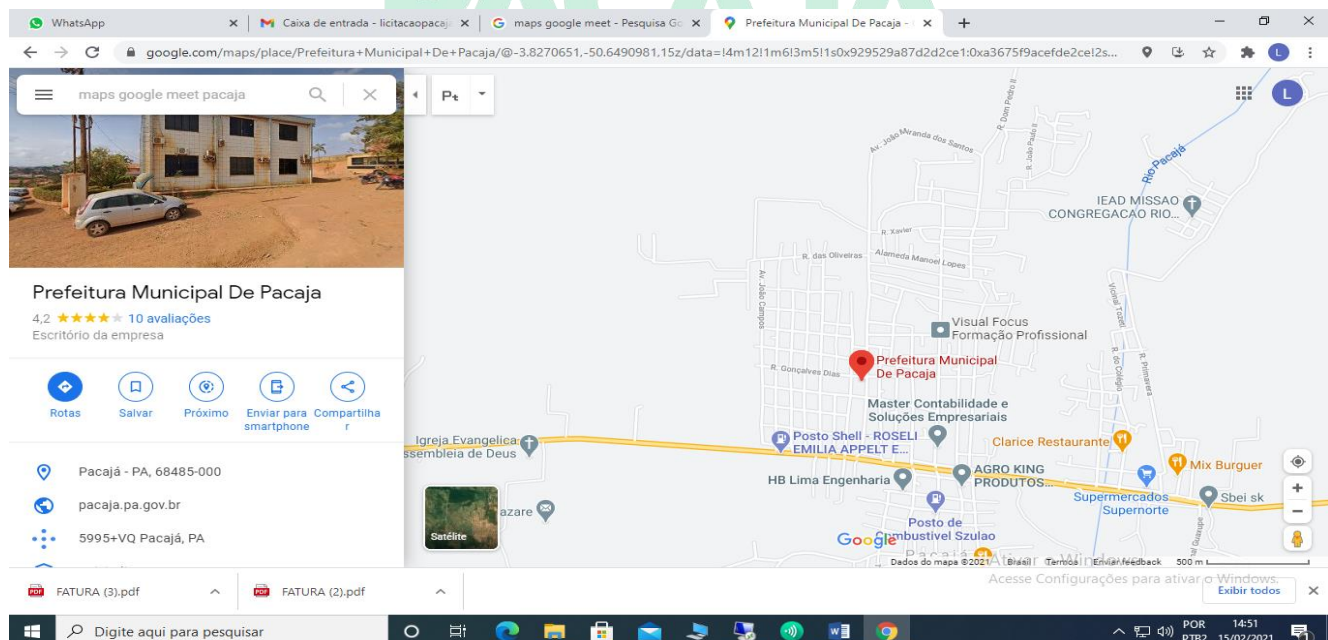 PACAJÁ
WhatsApp
Caixa de entrada - licitacaopacaja
maps google meet - Pesquisa Go
Prefeitura Municipal De Pacaja -
google.com/maps/place/Prefeitura+Municipal+De+Pacaja/@-3.8270651,-50.6490981,15z/data=!4m12!1m6!3m5!1s0x929529a87d2d2ce1:0xa3675f9acefde2ce!2s...
L
maps google meet pacaja
Prefeitura Municipal De Pacaja
4,2
10 avaliações
Escritório da empresa
Rotas
Salvar
Próximo
Enviar para
smartphone
Compartilha
r
Pacajá - PA, 68485-000
pacaja.pa.gov.br
5995+VQ Pacajá, PA
L
R. Dom Pedro II
Av. João Miranda dos Santos
R. João Paulo II
Rio Pacajá
IEAD MISSAO
CONGREGACAO RIO...
R. Xavier
R. das Oliveiras
Alameda Manoel Lopes
Av. João Campos
Vicinal Tozeti
Visual Focus
Formação Profissional
Prefeitura Municipal
De Pacaja
R. Gonçalves Dias
R. do Colégio
R. Primavera
Master Contabilidade e
Soluções Empresariais
Posto Shell - ROSELI
EMILIA APPELT E...
Clarice Restaurante
Igreja Evangelica
ssembleia de Deus
AGRO KING
PRODUTOS...
Mix Burguer
HB Lima Engenharia
Supermercados
Supernorte
Sbei sk
azare
Satélite
Posto de
Combustivel Szulao
Google
Pacajá
Dados do mapa ©2021
Brasil
Termos
Enviar feedback
500 m
Ativar o Windows
Acesse Configurações para ativar o Windows.
FATURA (3).pdf
FATURA (2).pdf
Exibir todos
Digite aqui para pesquisar
POR
PTB2
14:51
15/02/2021